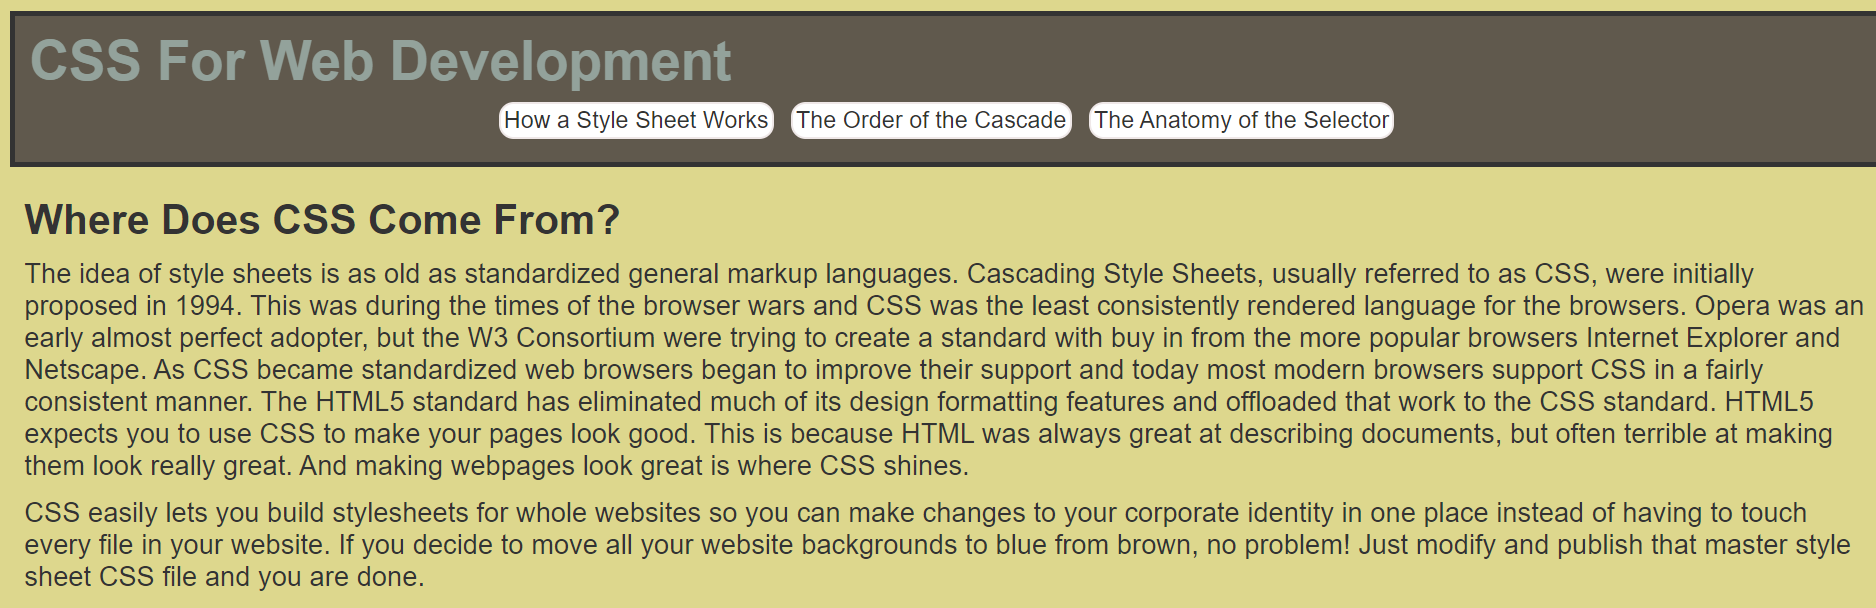 CSS For Web Development
How a Style Sheet Works The Order of the Cascade The Anatomy of the Selector
Where Does CSS Come From?
The idea of style sheets is as old as standardized general markup languages. Cascading Style Sheets, usually referred to as CSS, were initially
proposed in 1994. This was during the times of the browser wars and CSS was the least consistently rendered language for the browsers. Opera was an
early almost perfect adopter, but the W3 Consortium were trying to create a standard with buy in from the more popular browsers Internet Explorer and
Netscape. As CSS became standardized web browsers began to improve their support and today most modern browsers support CSS in a fairly
consistent manner. The HTML5 standard has eliminated much of its design formatting features and offloaded that work to the CSS standard. HTML5
expects you to use CSS to make your pages look good. This is because HTML was always great at describing documents, but often terrible at making
them look really great. And making webpages look great is where CSS shines.
CSS easily lets you build stylesheets for whole websites so you can make changes to your corporate identity in one place instead of having to touch
every file in your website. If you decide to move all your website backgrounds to blue from brown, no problem! Just modify and publish that master style
sheet CSS file and you are done.